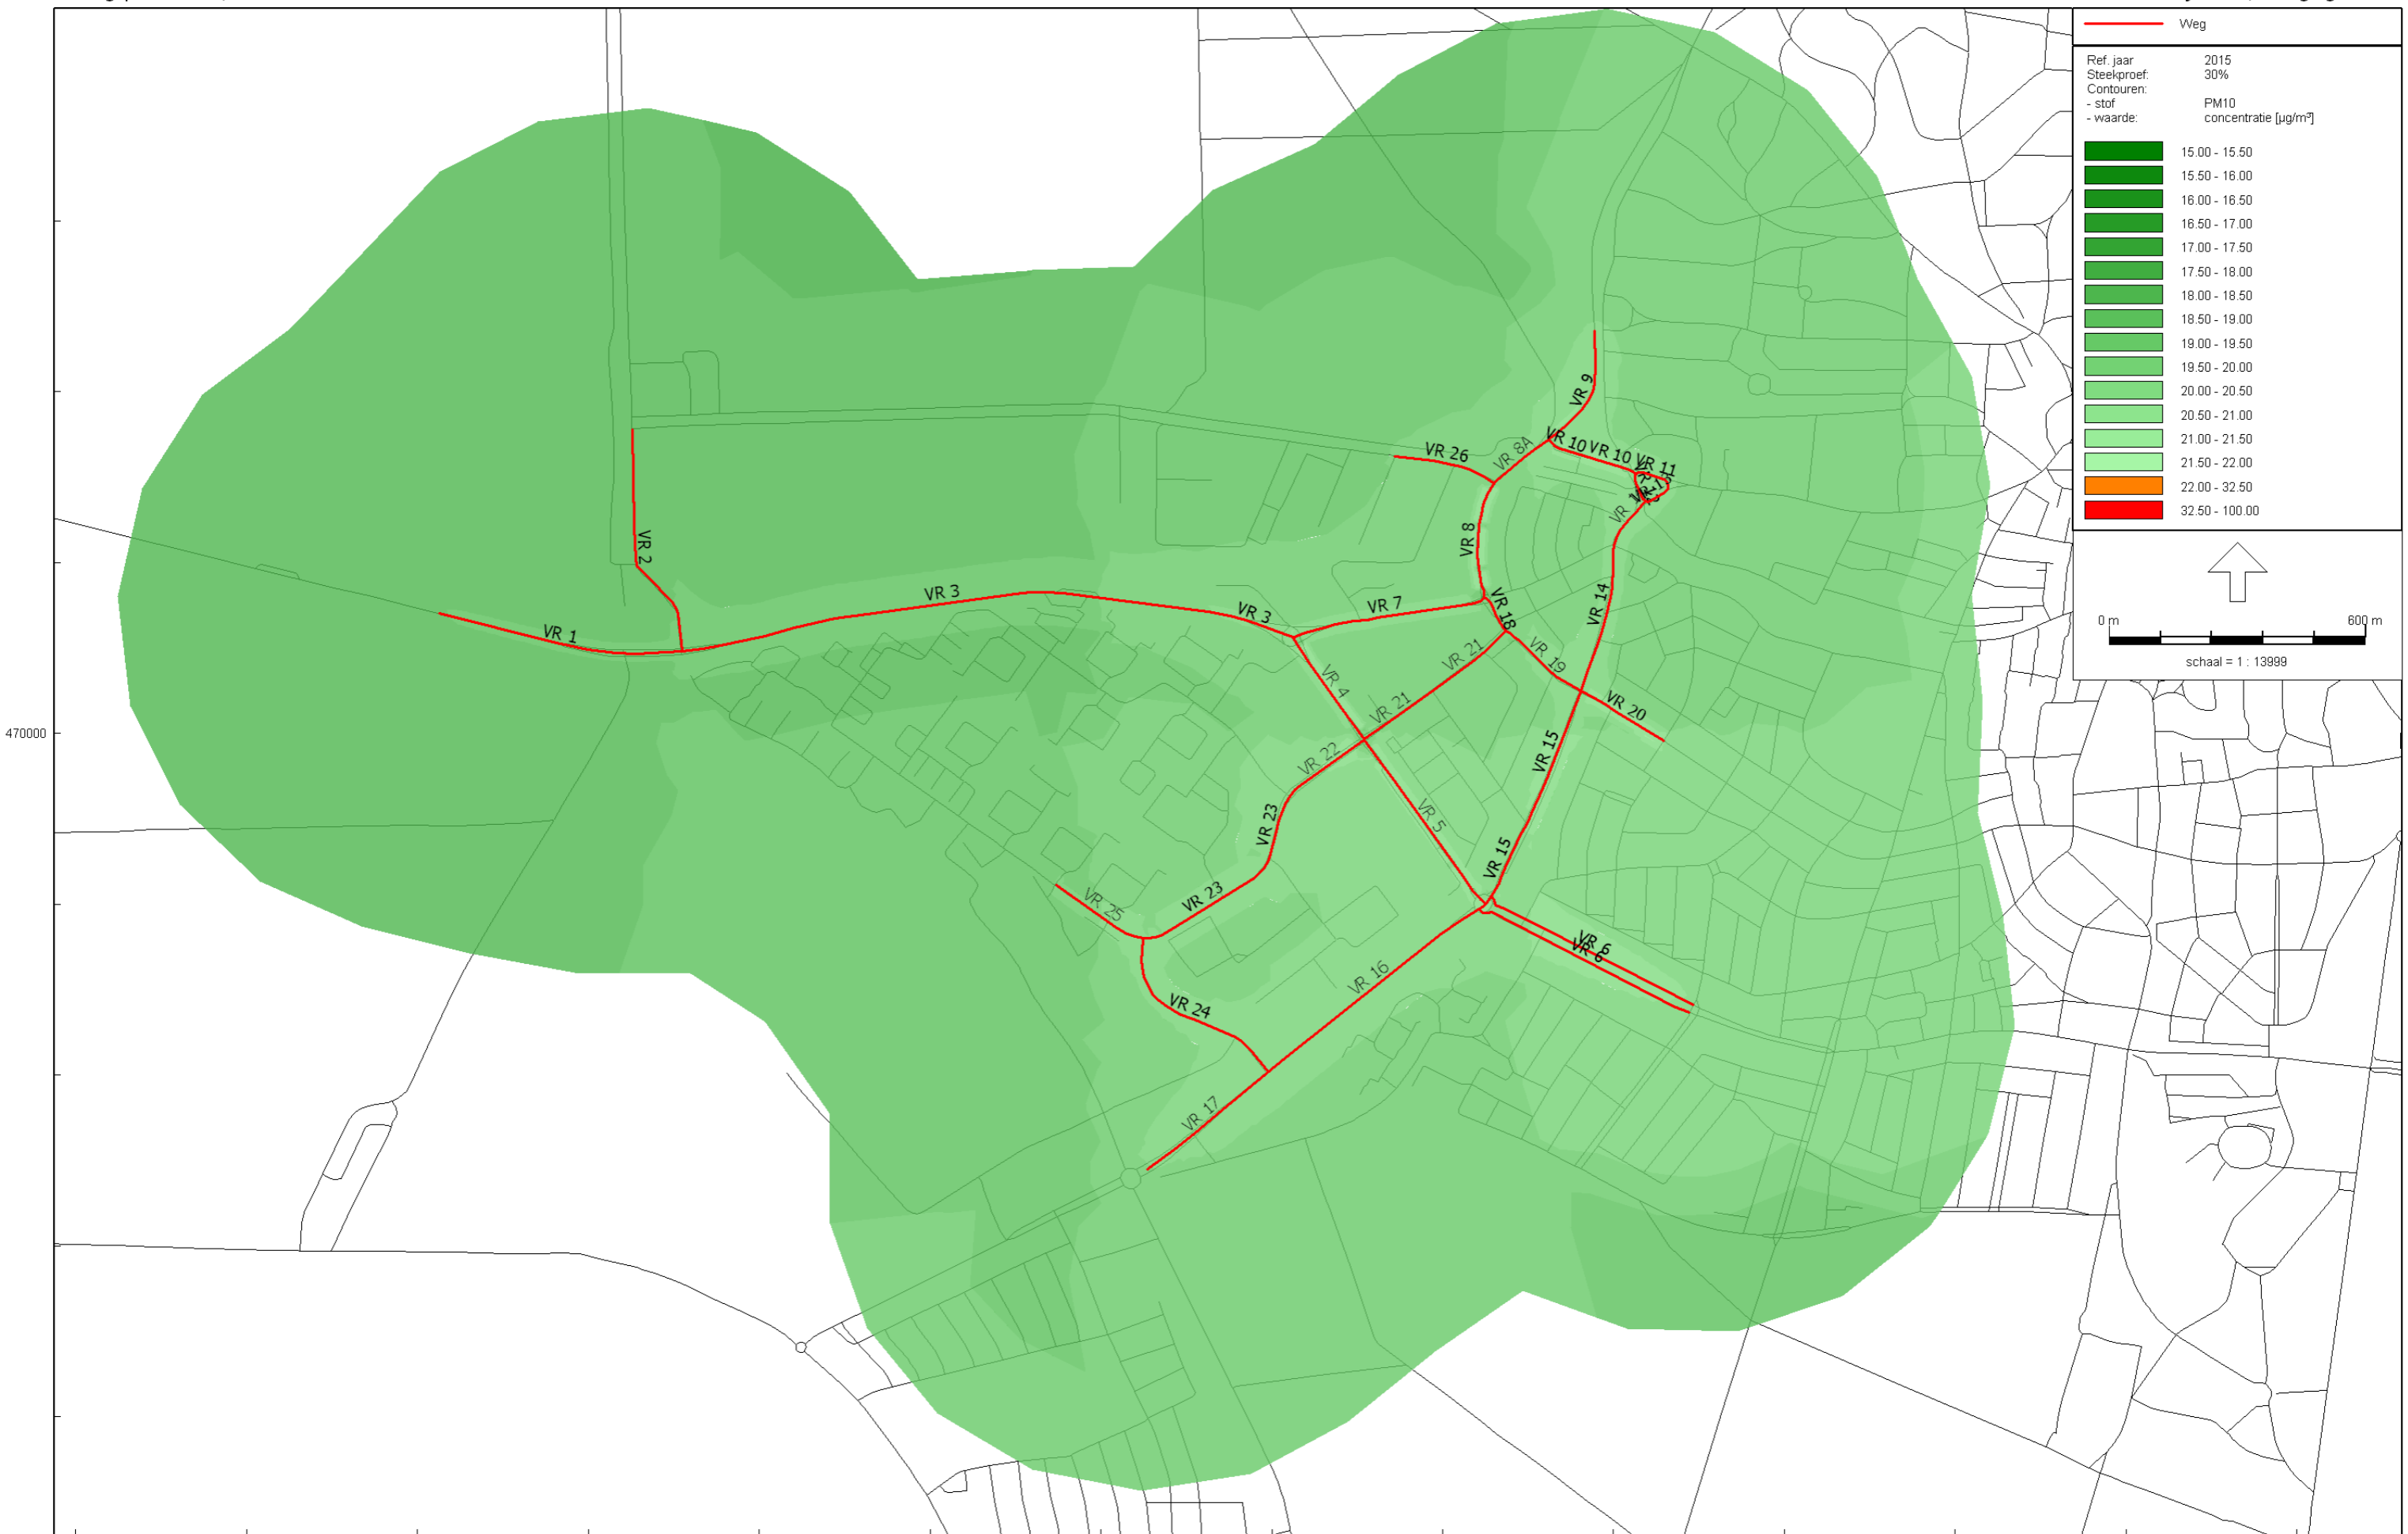 Weg
Ref. jaar 2015
Steekproef: 30%
Contouren:
- stof PM10
- waarde: concentratie [µg/m³]
15.00 - 15.50
15.50 - 16.00
16.00 - 16.50
16.50 - 17.00
17.00 - 17.50
17.50 - 18.00
18.00 - 18.50
18.50 - 19.00
19.00 - 19.50
19.50 - 20.00
20.00 - 20.50
20.50 - 21.00
21.00 - 21.50
21.50 - 22.00
22.00 - 32.50
32.50 - 100.00
0 m 600 m
schaal = 1 : 13999
470000
VR 9
VR 10
VR 10
VR 11
VR 8A
VR 26
VR 8
VR 2
VR 14
VR 3
VR 3
VR 7
VR 18
VR 1
VR 21
VR 19
VR 4
VR 21
VR 20
VR 22
VR 15
VR 5
VR 23
VR 15
VR 25
VR 23
VR 6
VR 6
VR 16
VR 24
VR 17